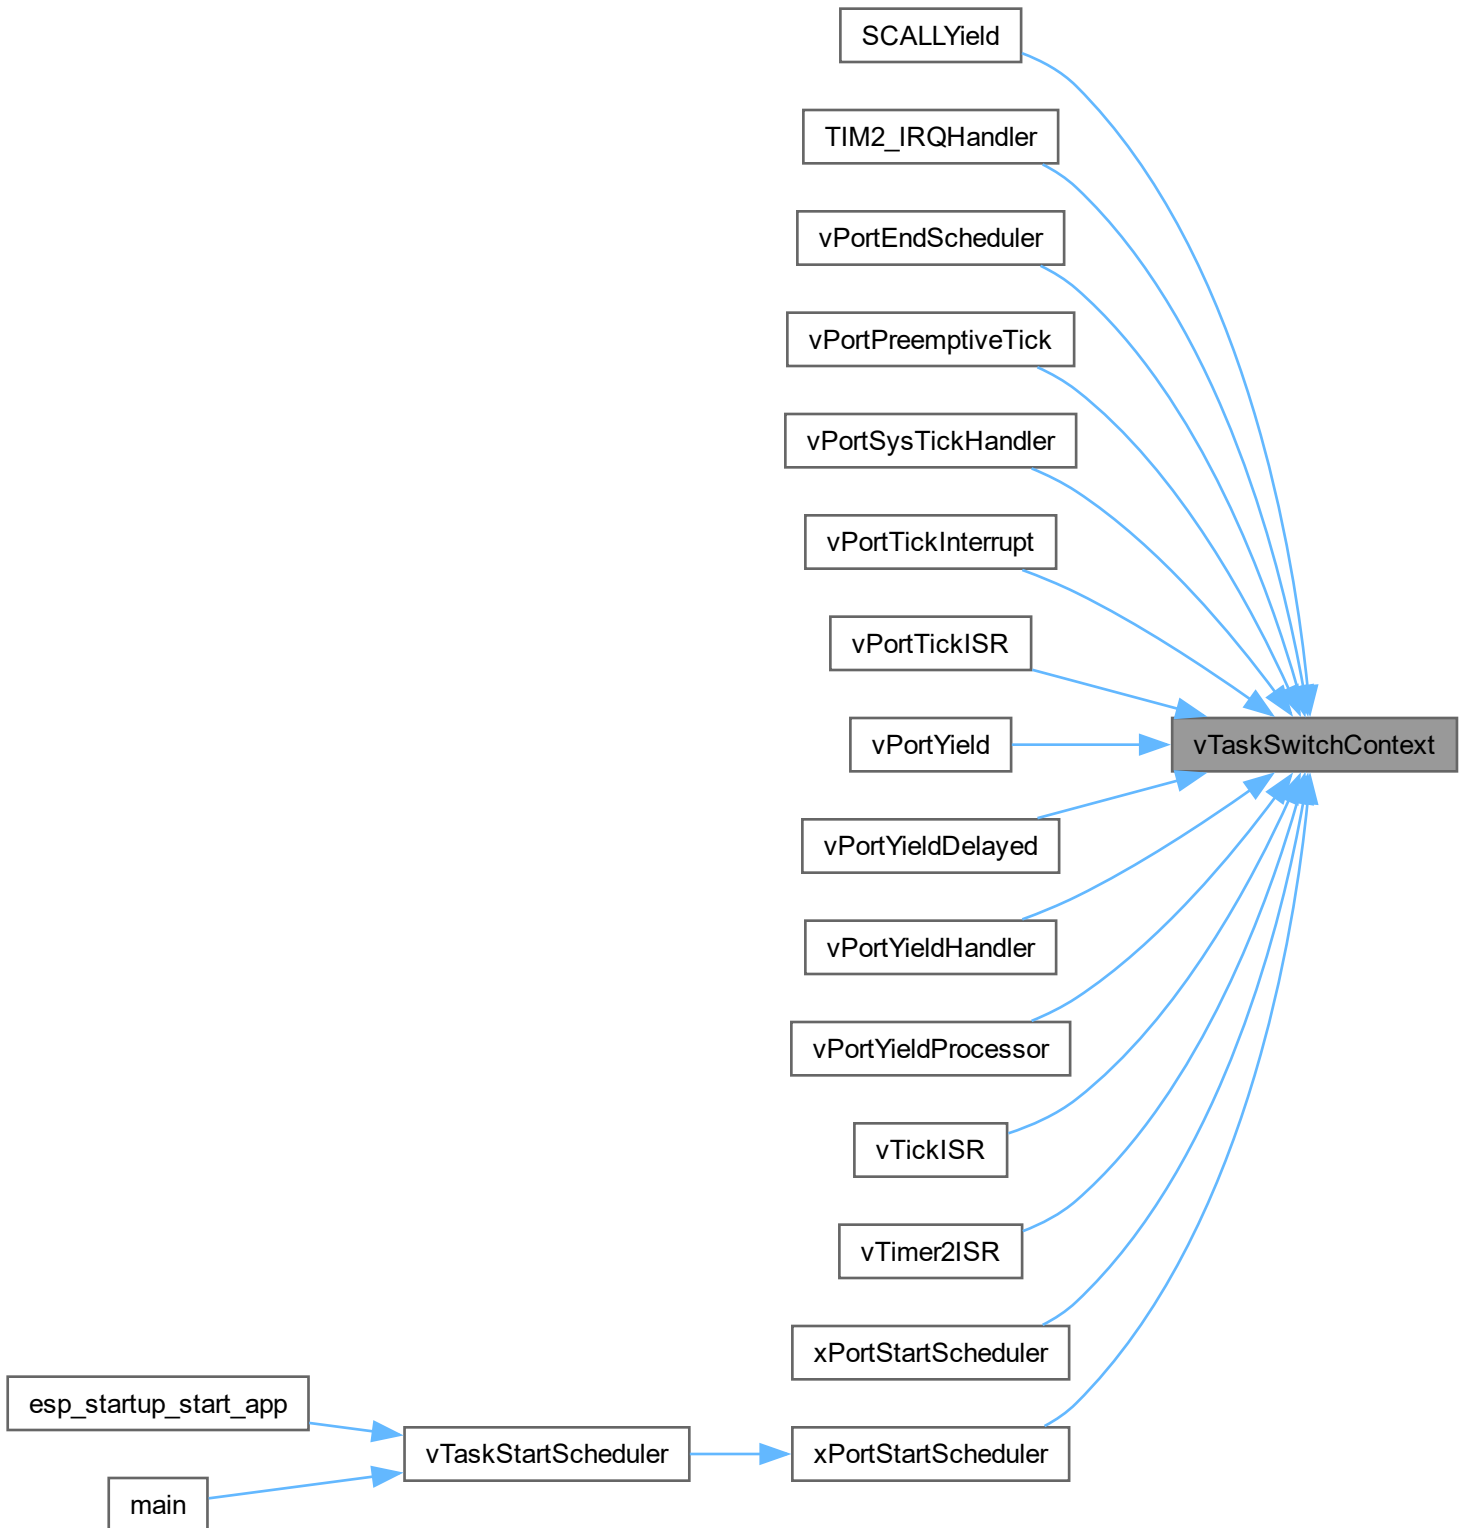 SCALLYield
TIM2_IRQHandler
vPortEndScheduler
vPortPreemptiveTick
vPortSysTickHandler
vPortTickInterrupt
vPortTickISR
vPortYield
vTaskSwitchContext
vPortYieldDelayed
vPortYieldHandler
vPortYieldProcessor
vTickISR
vTimer2ISR
xPortStartScheduler
esp_startup_start_app
vTaskStartScheduler
xPortStartScheduler
main